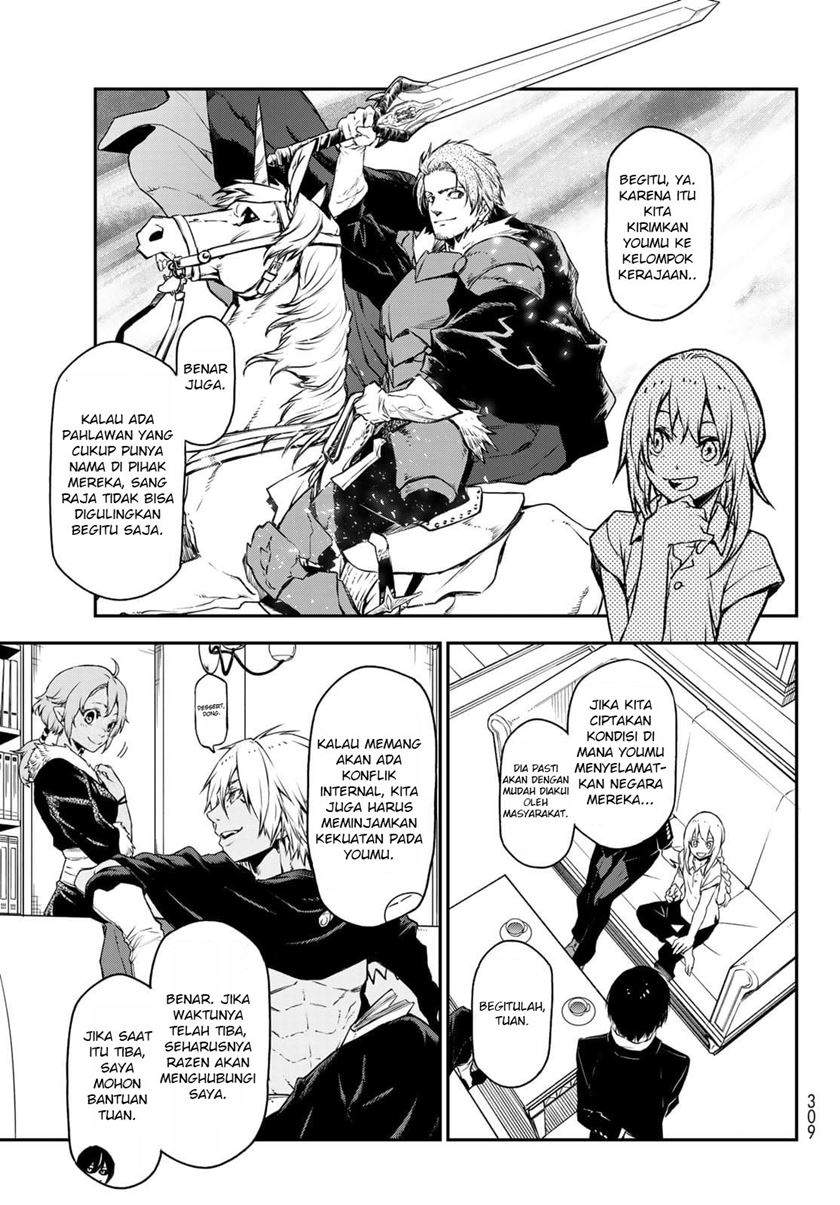 BEGITU, YA.
KARENA ITU
KITA
KIRIMKAN
YOUMU KE
KELOMPOK
KERAJAAN..
BENAR
JUGA.
KALAU ADA
PAHLAWAN YANG
CUKUP PUNYA
NAMA DI PIHAK
MEREKA, SANG
RAJA TIDAK BISA
DIGULINGKAN
BEGITU SAJA.
JIKA KITA
CIPTAKAN
KONDISI DI
MANA YOUMU
MENYELAMAT-
KAN NEGARA
MEREKA...
DIA PASTI
AKAN DENGAN
MUDAH DIAKUI
OLEH
MASYARAKAT.
BEGITULAH,
TUAN.
KALAU MEMANG
AKAN ADA
KONFLIK
INTERNAL, KITA
JUGA HARUS
MEMINJAMKAN
KEKUATAN PADA
YOUMU.
DESSERT,
DONG.
BENAR. JIKA
WAKTUNYA
TELAH TIBA,
SEHARUSNYA
RAZEN AKAN
MENGHUBUNGI
SAYA.
JIKA SAAT
ITU TIBA,
SAYA
MOHON
BANTUAN
TUAN.
309